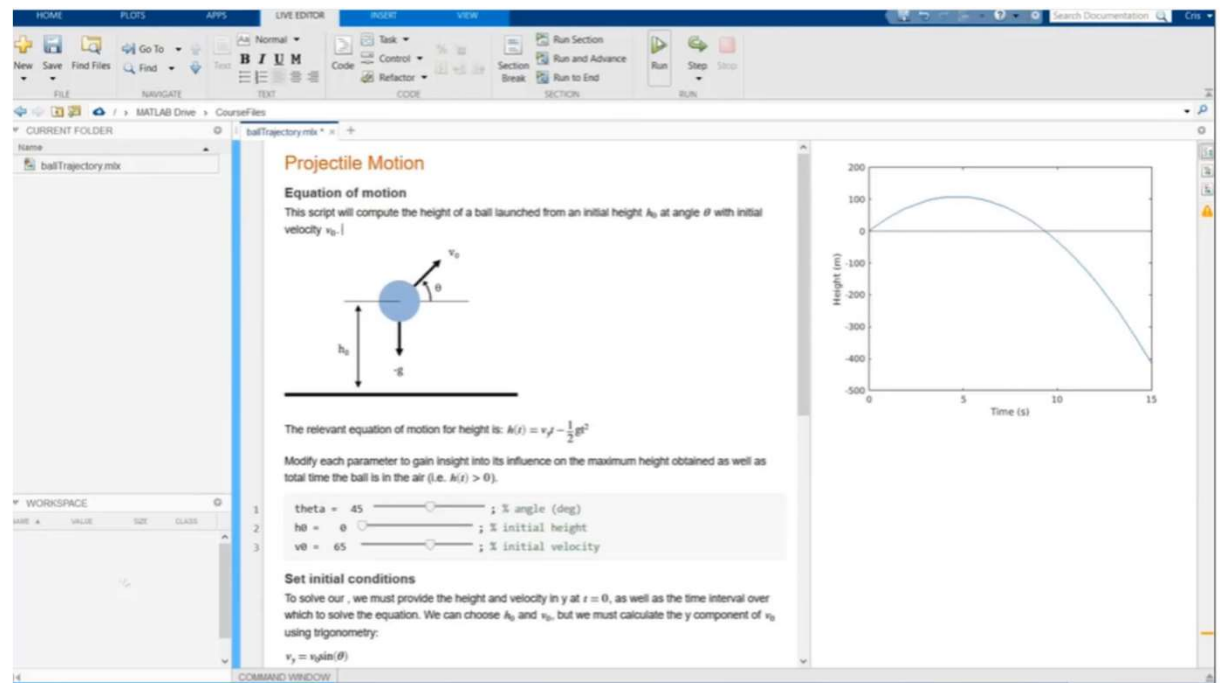 HOME PLOTS APPS LIVE EDITOR INSERT VIEW Search Documentation Cris
New Save Find Files
Go To
Find
Text
Normal
B I U M
Code
Task
Control
Refactor
Section Break
Run Section
Run and Advance
Run to End
Run Step Stop
FILE NAVIGATE TEXT CODE SECTION RUN
/ › MATLAB Drive › CourseFiles
CURRENT FOLDER
Name
ballTrajectory.mlx
WORKSPACE
NAME VALUE SIZE CLASS
ballTrajectory.mlx * × +
Projectile Motion
Equation of motion
This script will compute the height of a ball launched from an initial height h₀ at angle θ with initial
velocity v₀.
v₀
θ
h₀
-g
The relevant equation of motion for height is: h(t) = vᵧt − 1/2 gt²
Modify each parameter to gain insight into its influence on the maximum height obtained as well as
total time the ball is in the air (i.e. h(t) > 0).
1 theta = 45 ; % angle (deg)
2 h0 = 0 ; % initial height
3 v0 = 65 ; % initial velocity
Set initial conditions
To solve our , we must provide the height and velocity in y at t = 0, as well as the time interval over
which to solve the equation. We can choose h₀ and v₀, but we must calculate the y component of v₀
using trigonometry:
vᵧ = v₀sin(θ)
COMMAND WINDOW
200
100
0
-100
-200
-300
-400
-500
Height (m)
0 5 10 15
Time (s)